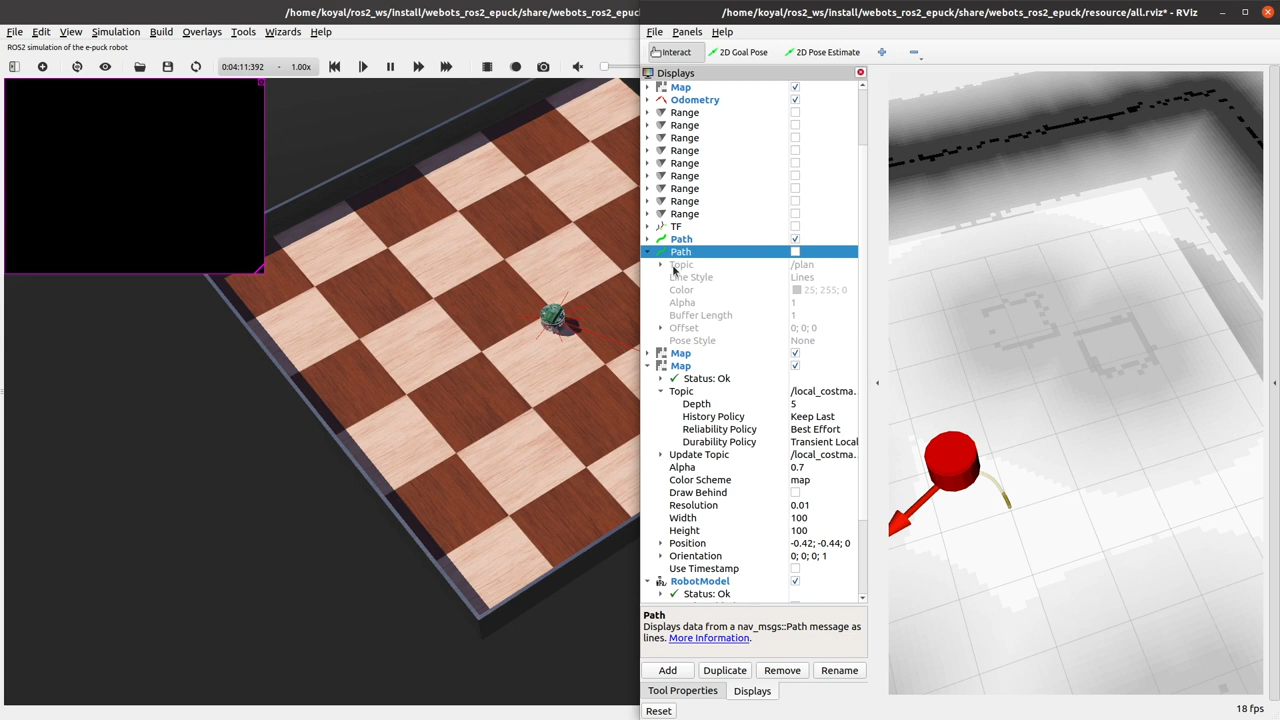 /home/koyal/ros2_ws/install/webots_ros2_epuck/share/webots_ros2_epuc
File Edit View Simulation Build Overlays Tools Wizards Help
ROS2 simulation of the e-puck robot
0:04:11:392 - 1.00x
/home/koyal/ros2_ws/install/webots_ros2_epuck/share/webots_ros2_epuck/resource/all.rviz* - RViz
File Panels Help
Interact 2D Goal Pose 2D Pose Estimate
Displays
Map
Odometry
Range
Range
Range
Range
Range
Range
Range
Range
Range
TF
Path
Path
Topic /plan
Line Style Lines
Color 25; 255; 0
Alpha 1
Buffer Length 1
Offset 0; 0; 0
Pose Style None
Map
Map
Status: Ok
Topic /local_costma.
Depth 5
History Policy Keep Last
Reliability Policy Best Effort
Durability Policy Transient Local
Update Topic /local_costma.
Alpha 0.7
Color Scheme map
Draw Behind
Resolution 0.01
Width 100
Height 100
Position -0.42; -0.44; 0
Orientation 0; 0; 0; 1
Use Timestamp
RobotModel
Status: Ok
Path
Displays data from a nav_msgs::Path message as
lines. More Information.
Add Duplicate Remove Rename
Tool Properties Displays
Reset
18 fps